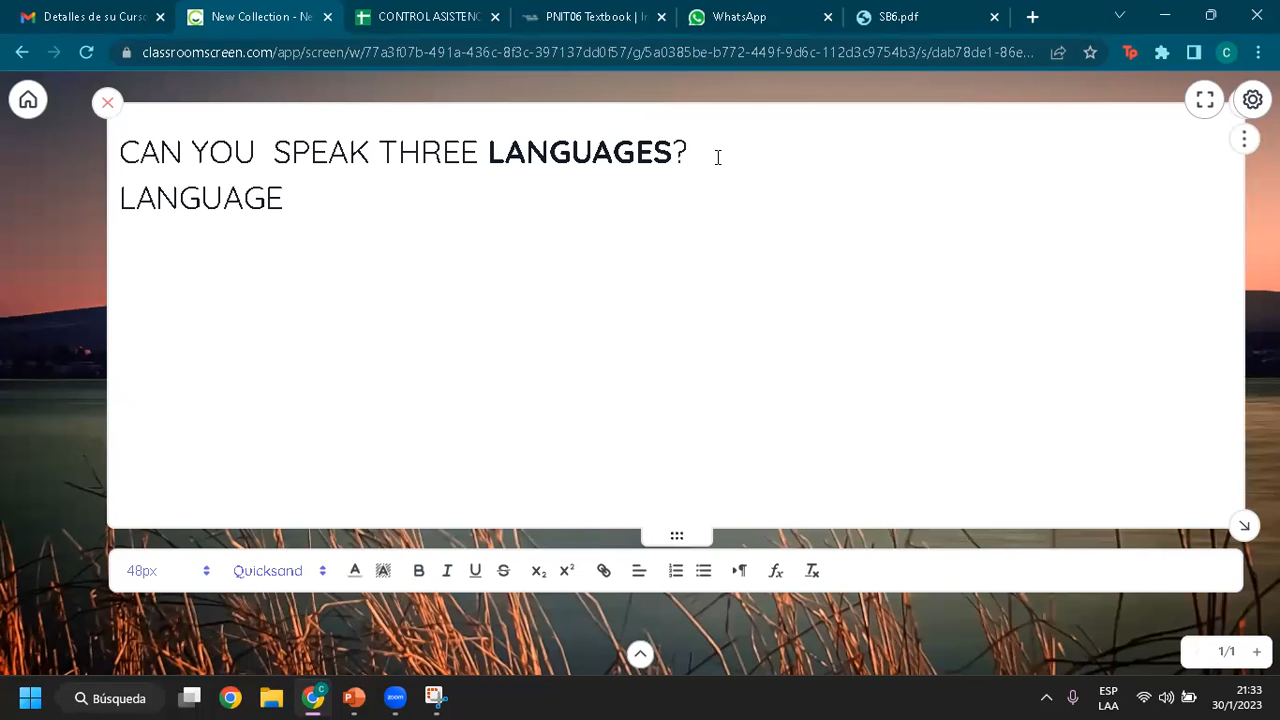 Detalles de su Curso
New Collection - Ne
CONTROL ASISTENC
PNIT06 Textbook | In
WhatsApp
SB6.pdf
classroomscreen.com/app/screen/w/77a3f07b-491a-436c-8f3c-397137dd0f57/g/5a0385be-b772-449f-9d6c-112d3c9754b3/s/dab78de1-86e...
C
CAN YOU SPEAK THREE LANGUAGES?
LANGUAGE
48px
Quicksand
1/1
Búsqueda
zoom
ESP
LAA
21:33
30/1/2023